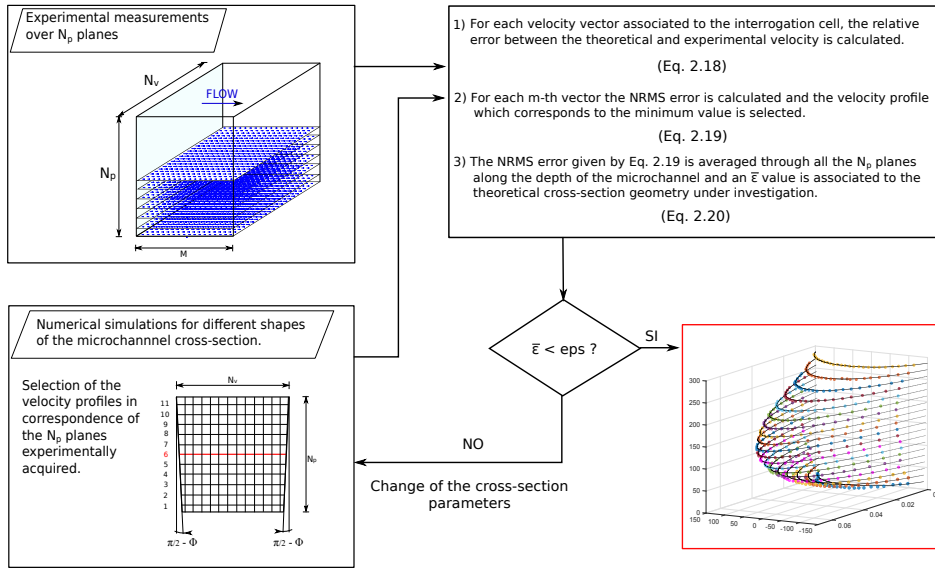 Experimental measurements
over Np planes
Nv
FLOW
Np
M
1) For each velocity vector associated to the interrogation cell, the relative
error between the theoretical and experimental velocity is calculated.
(Eq. 2.18)
2) For each m-th vector the NRMS error is calculated and the velocity profile
which corresponds to the minimum value is selected.
(Eq. 2.19)
3) The NRMS error given by Eq. 2.19 is averaged through all the Np planes
along the depth of the microchannel and an ε̅ value is associated to the
theoretical cross-section geometry under investigation.
(Eq. 2.20)
Numerical simulations for different shapes
of the microchannnel cross-section.
Selection of the
velocity profiles in
correspondence of
the Np planes
experimentally
acquired.
Nv
11
10
9
8
7
6
5
4
3
2
1
Np
π/2 - Φ
π/2 - Φ
ε̅ < eps ?
SI
NO
Change of the cross-section
parameters
300
250
200
150
100
50
0
150
100
50
0
-50
-100
-150
0.06
0.04
0.02
0